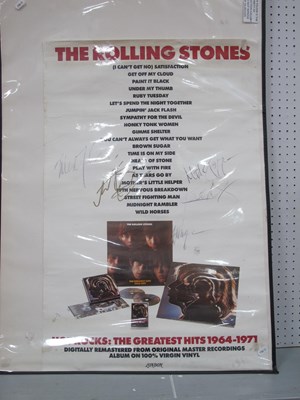 THE ROLLING STONES
(I CAN'T GET NO) SATISFACTION
GET OFF MY CLOUD
PAINT IT BLACK
UNDER MY THUMB
RUBY TUESDAY
LET'S SPEND THE NIGHT TOGETHER
JUMPIN' JACK FLASH
SYMPATHY FOR THE DEVIL
HONKY TONK WOMEN
GIMME SHELTER
YOU CAN'T ALWAYS GET WHAT YOU WANT
BROWN SUGAR
TIME IS ON MY SIDE
HEART OF STONE
PLAY WITH FIRE
AS TEARS GO BY
MOTHER'S LITTLE HELPER
NERVOUS BREAKDOWN
STREET FIGHTING MAN
MIDNIGHT RAMBLER
WILD HORSES
ROCKS: THE GREATEST HITS 1964-1971
DIGITALLY REMASTERED FROM ORIGINAL MASTER RECORDINGS
ALBUM ON 100% VIRGIN VINYL